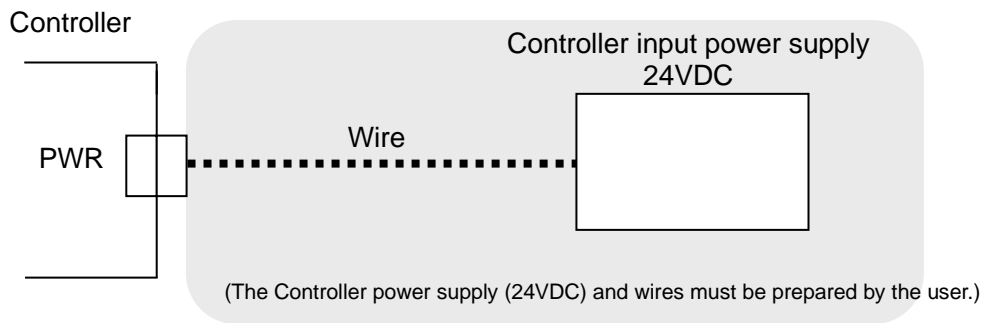 Controller
Controller input power supply
24VDC
PWR
Wire
(The Controller power supply (24VDC) and wires must be prepared by the user.)